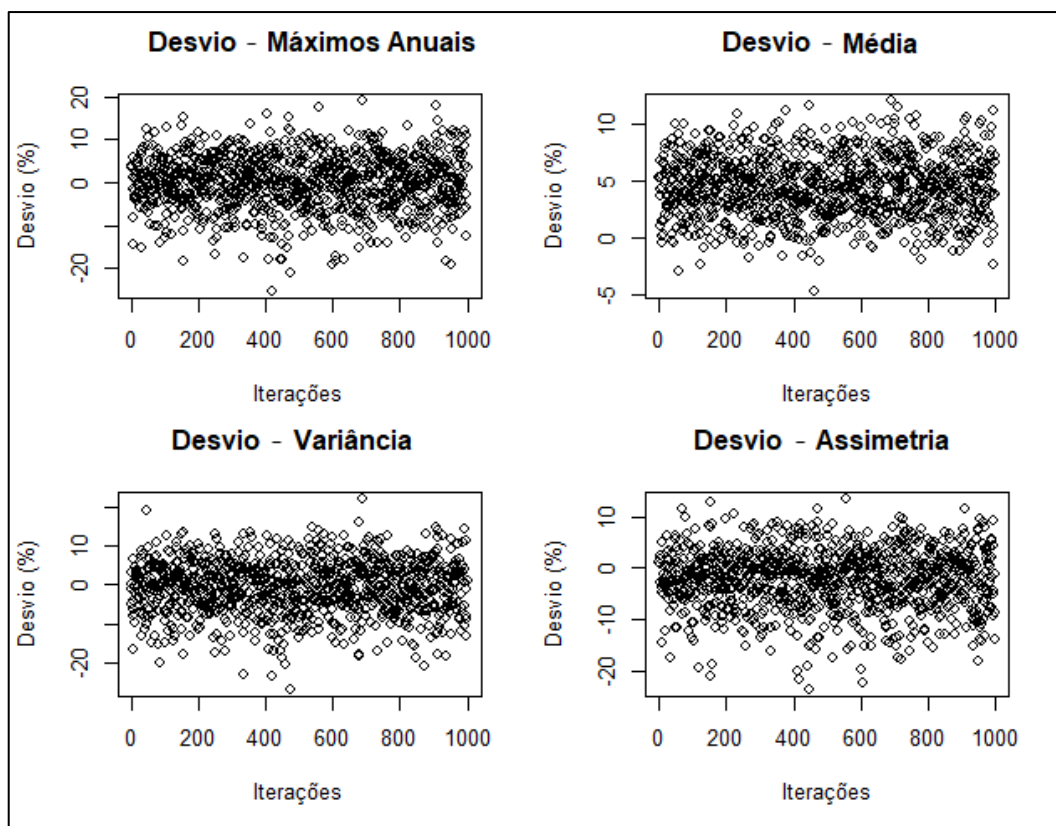 Desvio - Máximos Anuais
Desvio (%)
20
10
0
-20
0 200 400 600 800 1000
Iterações
Desvio - Média
Desvio (%)
10
5
0
-5
0 200 400 600 800 1000
Iterações
Desvio - Variância
Desvio (%)
10
0
-20
0 200 400 600 800 1000
Iterações
Desvio - Assimetria
Desvio (%)
10
0
-10
-20
0 200 400 600 800 1000
Iterações